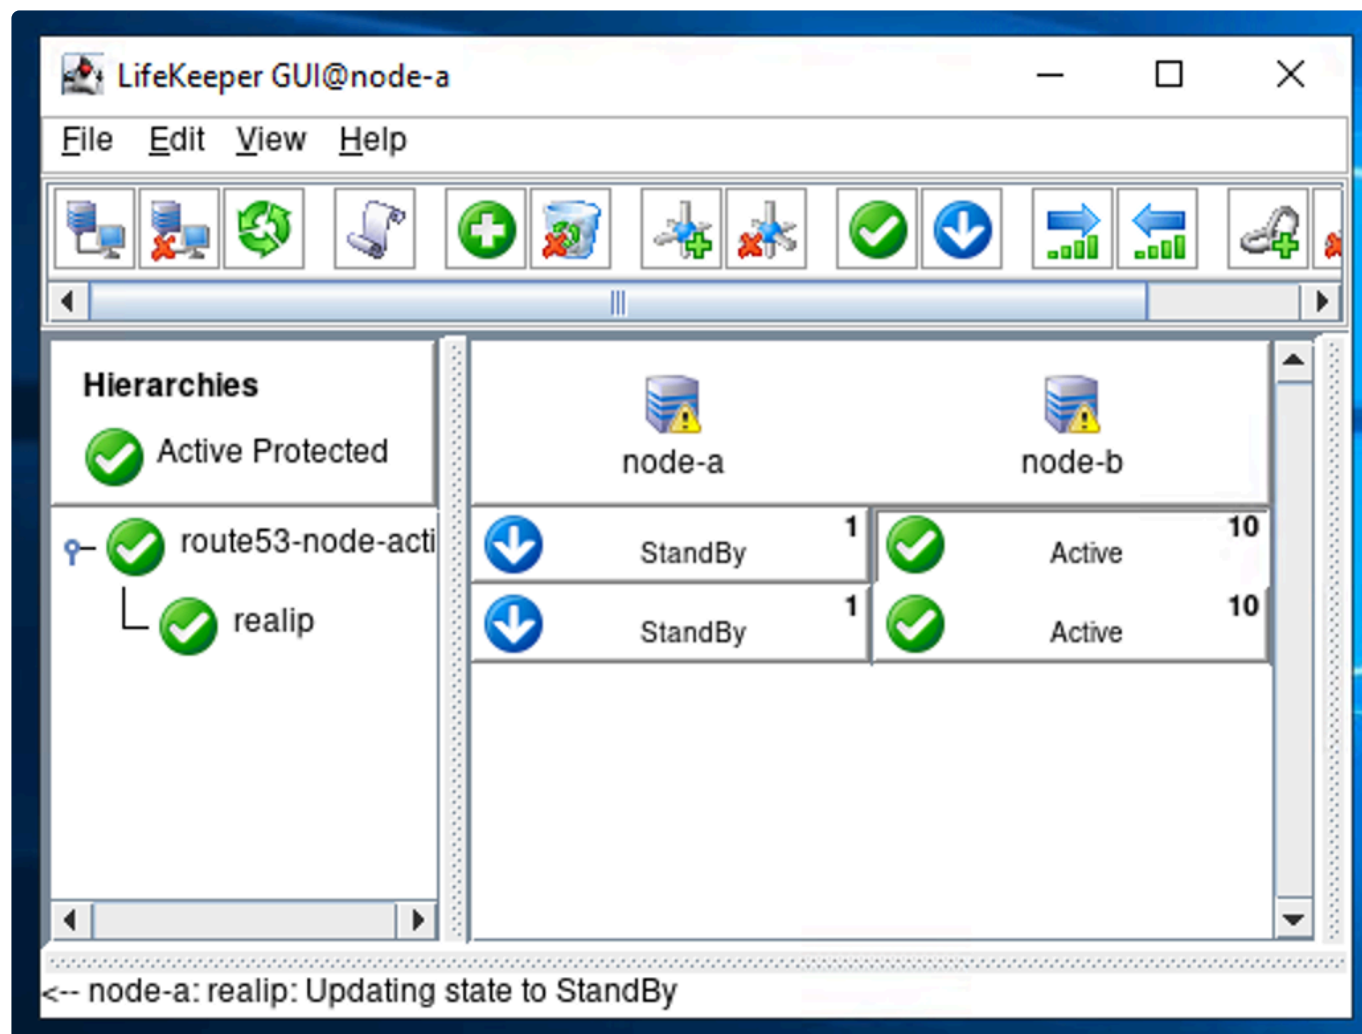 LifeKeeper GUI@node-a
File Edit View Help
Hierarchies
Active Protected
node-a node-b
route53-node-acti
1
StandBy
10
Active
realip
1
StandBy
10
Active
<-- node-a: realip: Updating state to StandBy